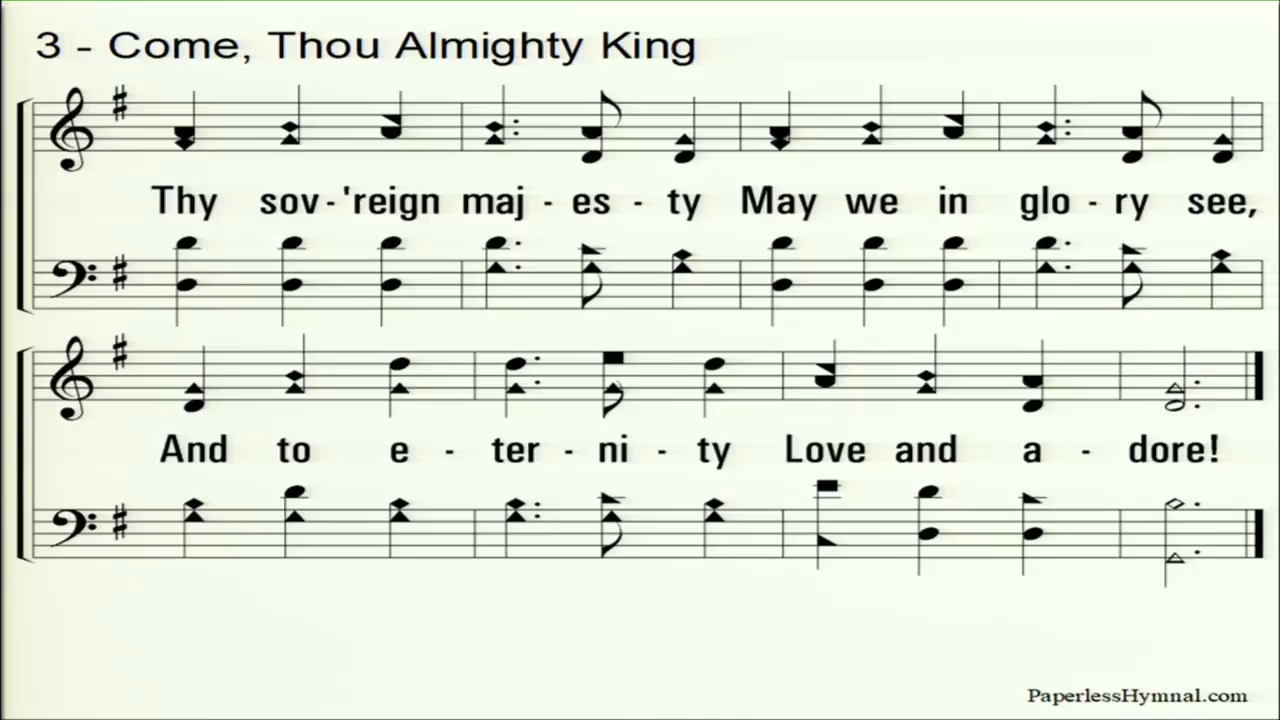 3 - Come, Thou Almighty King
Thy sov-'reign maj - es - ty May we in glo - ry see,
And to e - ter - ni - ty Love and a - dore!
PaperlessHymnal.com